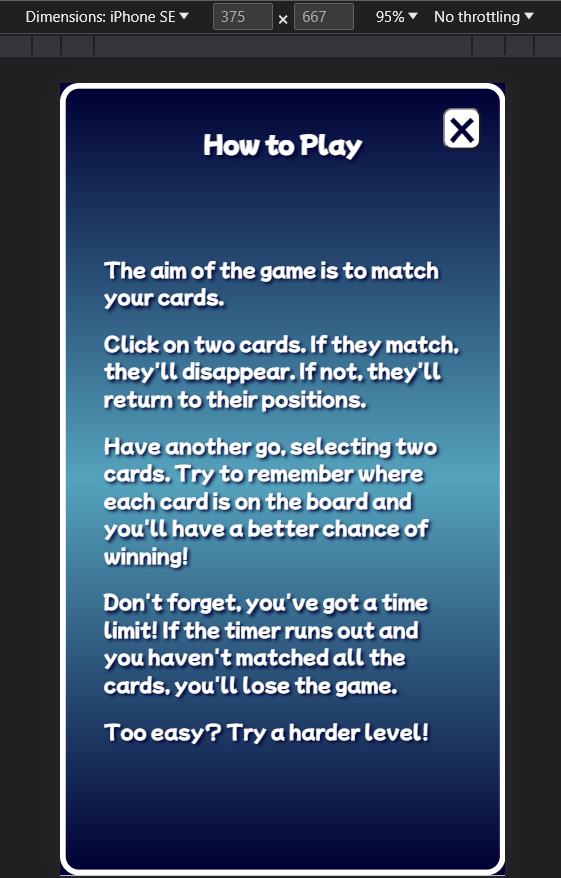 Dimensions: iPhone SE 375 × 667 95% No throttling
How to Play
The aim of the game is to match
your cards.
Click on two cards. If they match,
they'll disappear. If not, they'll
return to their positions.
Have another go, selecting two
cards. Try to remember where
each card is on the board and
you'll have a better chance of
winning!
Don't forget, you've got a time
limit! If the timer runs out and
you haven't matched all the
cards, you'll lose the game.
Too easy? Try a harder level!